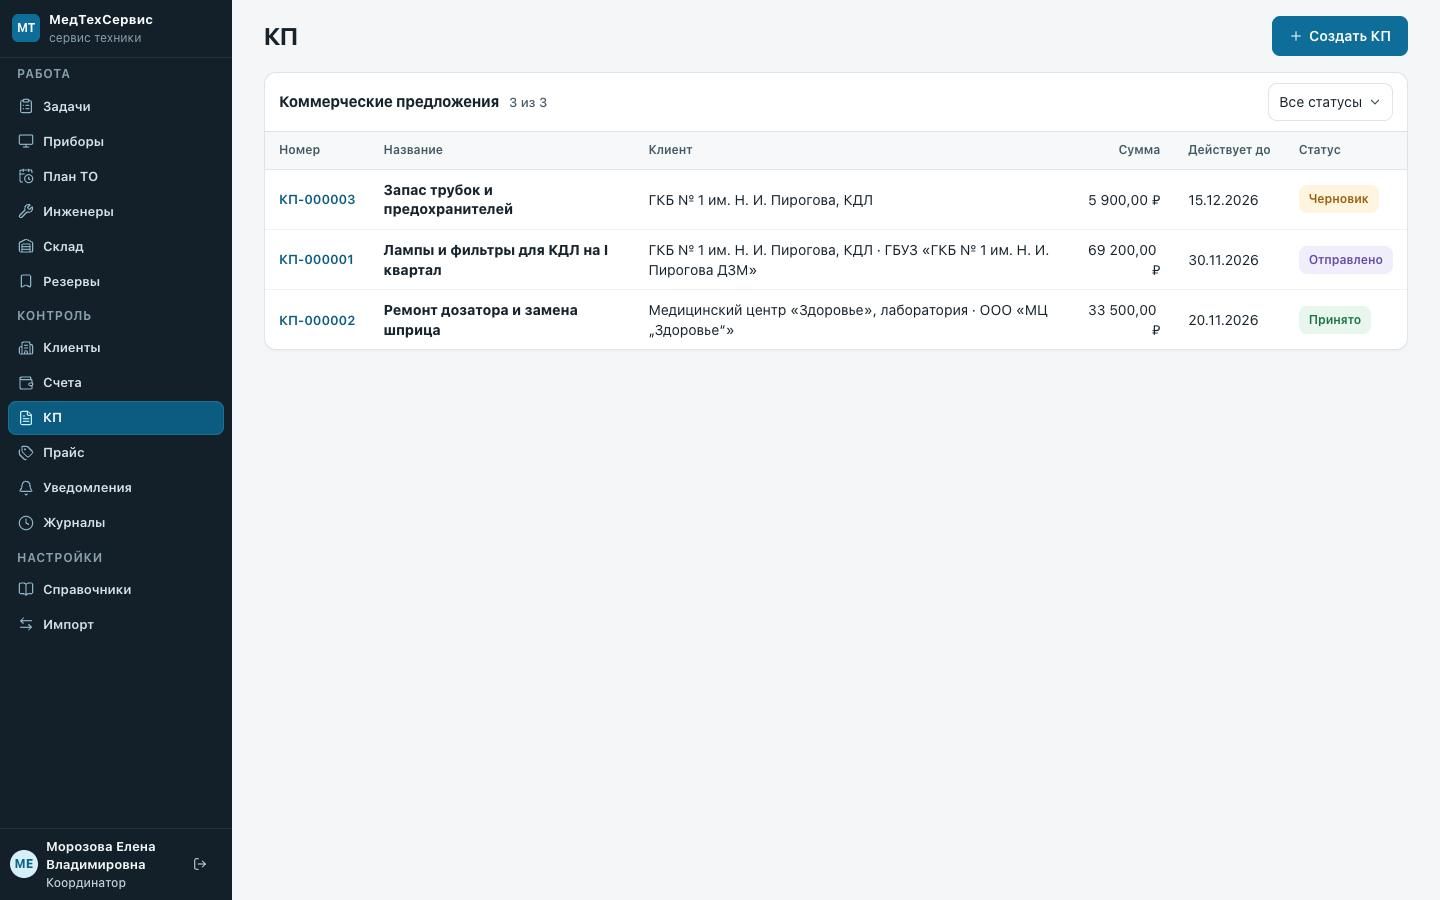 МТ
МедТехСервис
сервис техники
РАБОТА
Задачи
Приборы
План ТО
Инженеры
Склад
Резервы
КОНТРОЛЬ
Клиенты
Счета
КП
Прайс
Уведомления
Журналы
НАСТРОЙКИ
Справочники
Импорт
МЕ
Морозова Елена
Владимировна
Координатор
КП
+ Создать КП
Коммерческие предложения 3 из 3
Все статусы
Номер Название Клиент Сумма Действует до Статус
КП-000003 Запас трубок и ГКБ № 1 им. Н. И. Пирогова, КДЛ 5 900,00 ₽ 15.12.2026 Черновик
предохранителей
КП-000001 Лампы и фильтры для КДЛ на I ГКБ № 1 им. Н. И. Пирогова, КДЛ · ГБУЗ «ГКБ № 1 им. Н. И. 69 200,00 30.11.2026 Отправлено
квартал Пирогова ДЗМ» ₽
КП-000002 Ремонт дозатора и замена Медицинский центр «Здоровье», лаборатория · ООО «МЦ 33 500,00 20.11.2026 Принято
шприца „Здоровье“» ₽